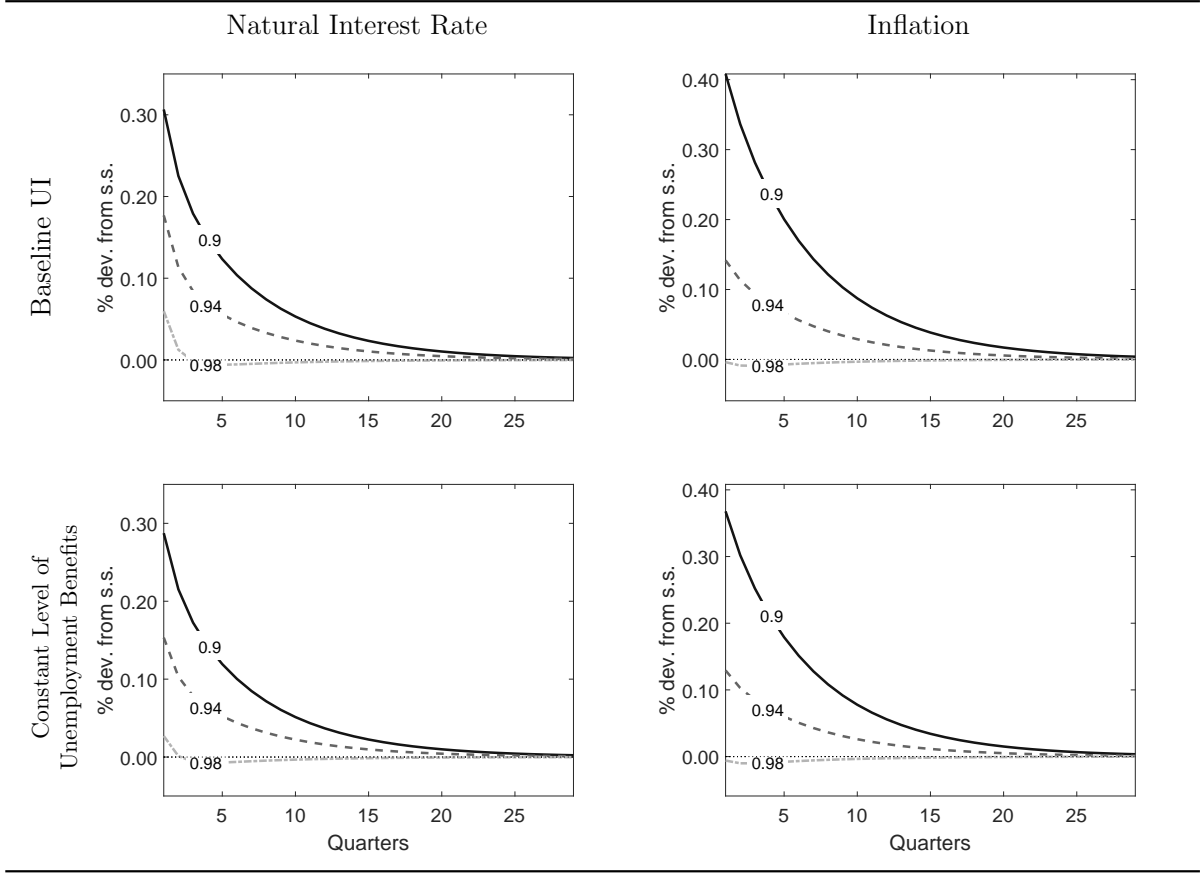 Natural Interest Rate
Inflation
Baseline UI
% dev. from s.s.
0.30
0.20
0.10
0.00
0.9
0.94
0.98
5 10 15 20 25
% dev. from s.s.
0.40
0.30
0.20
0.10
0.00
0.9
0.94
0.98
5 10 15 20 25
Constant Level of
Unemployment Benefits
% dev. from s.s.
0.30
0.20
0.10
0.00
0.9
0.94
0.98
5 10 15 20 25
Quarters
% dev. from s.s.
0.40
0.30
0.20
0.10
0.00
0.9
0.94
0.98
5 10 15 20 25
Quarters